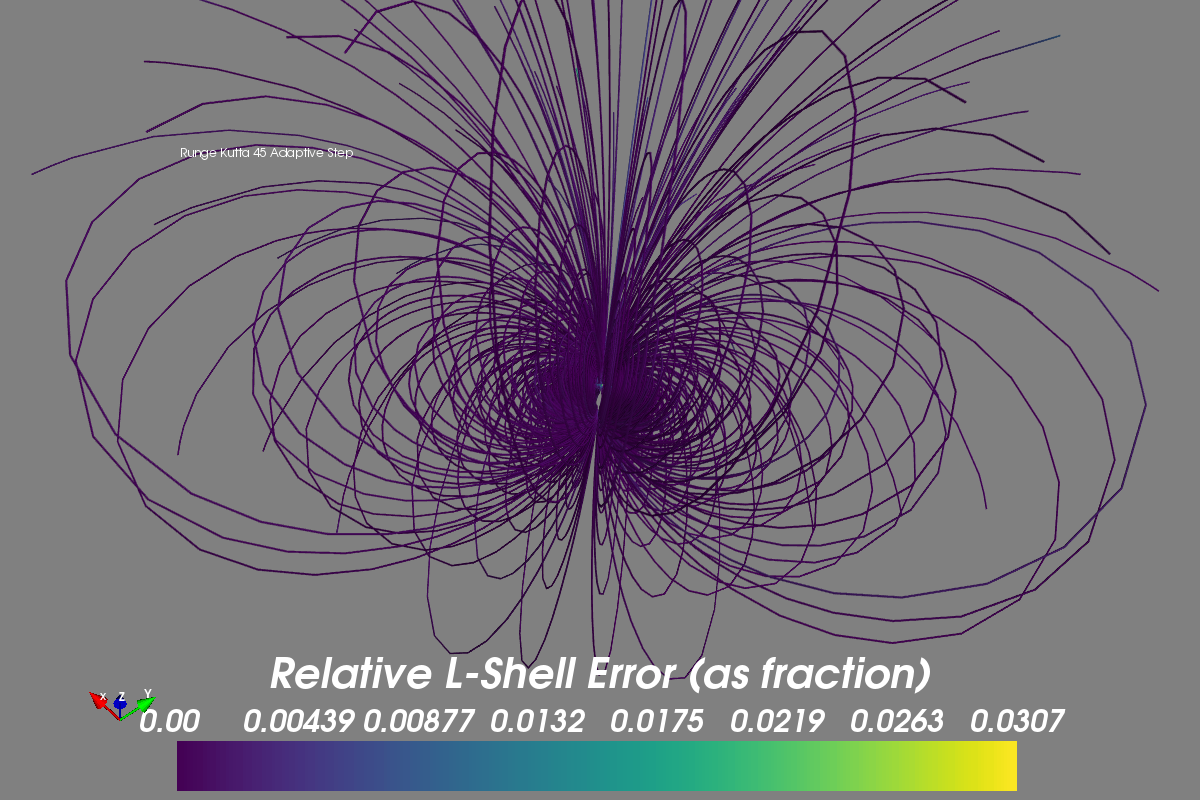 Runge Kutta 45 Adaptive Step
Relative L-Shell Error (as fraction)
X Z Y
0.00 0.00439 0.00877 0.0132 0.0175 0.0219 0.0263 0.0307